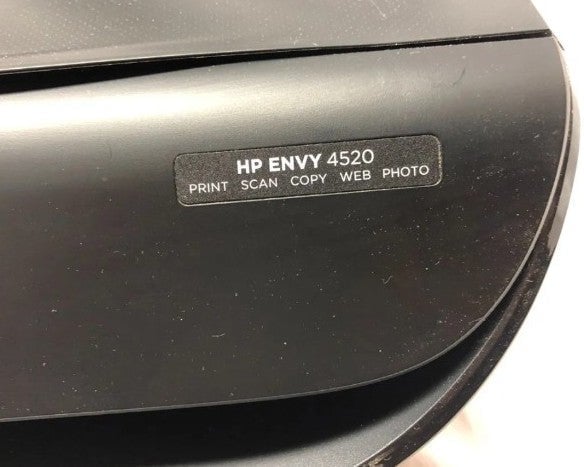 HP ENVY 4520
PRINT SCAN COPY WEB PHOTO